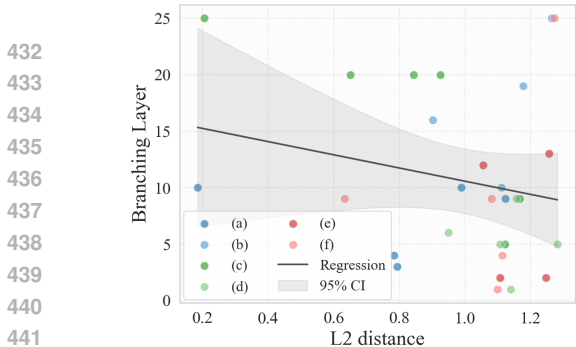 432
433
434
435
436
437
438
439
440
441
Branching Layer
25
20
15
10
5
0
(a)
(b)
(c)
(d)
(e)
(f)
Regression
95% CI
0.2 0.4 0.6 0.8 1.0 1.2
L2 distance